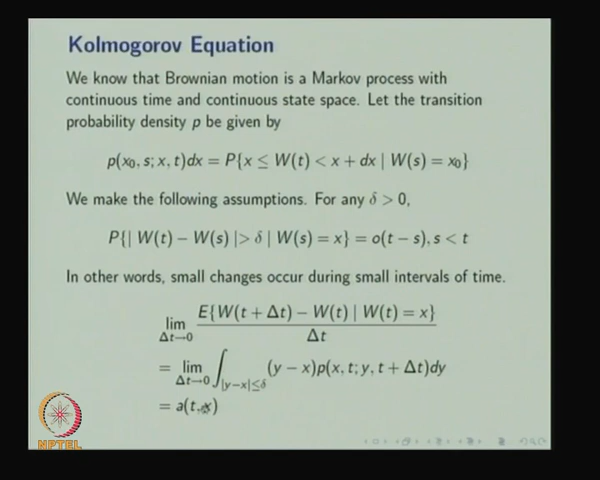 Kolmogorov Equation
We know that Brownian motion is a Markov process with
continuous time and continuous state space. Let the transition
probability density p be given by
p(x₀, s; x, t)dx = P{x ≤ W(t) < x + dx | W(s) = x₀}
We make the following assumptions. For any δ > 0,
P{| W(t) − W(s) |> δ | W(s) = x} = o(t − s), s < t
In other words, small changes occur during small intervals of time.
lim_{Δt→0} E{W(t + Δt) − W(t) | W(t) = x} / Δt
= lim_{Δt→0} ∫_{|y−x|≤δ} (y − x)p(x, t; y, t + Δt)dy
= a(t, x)
NPTEL